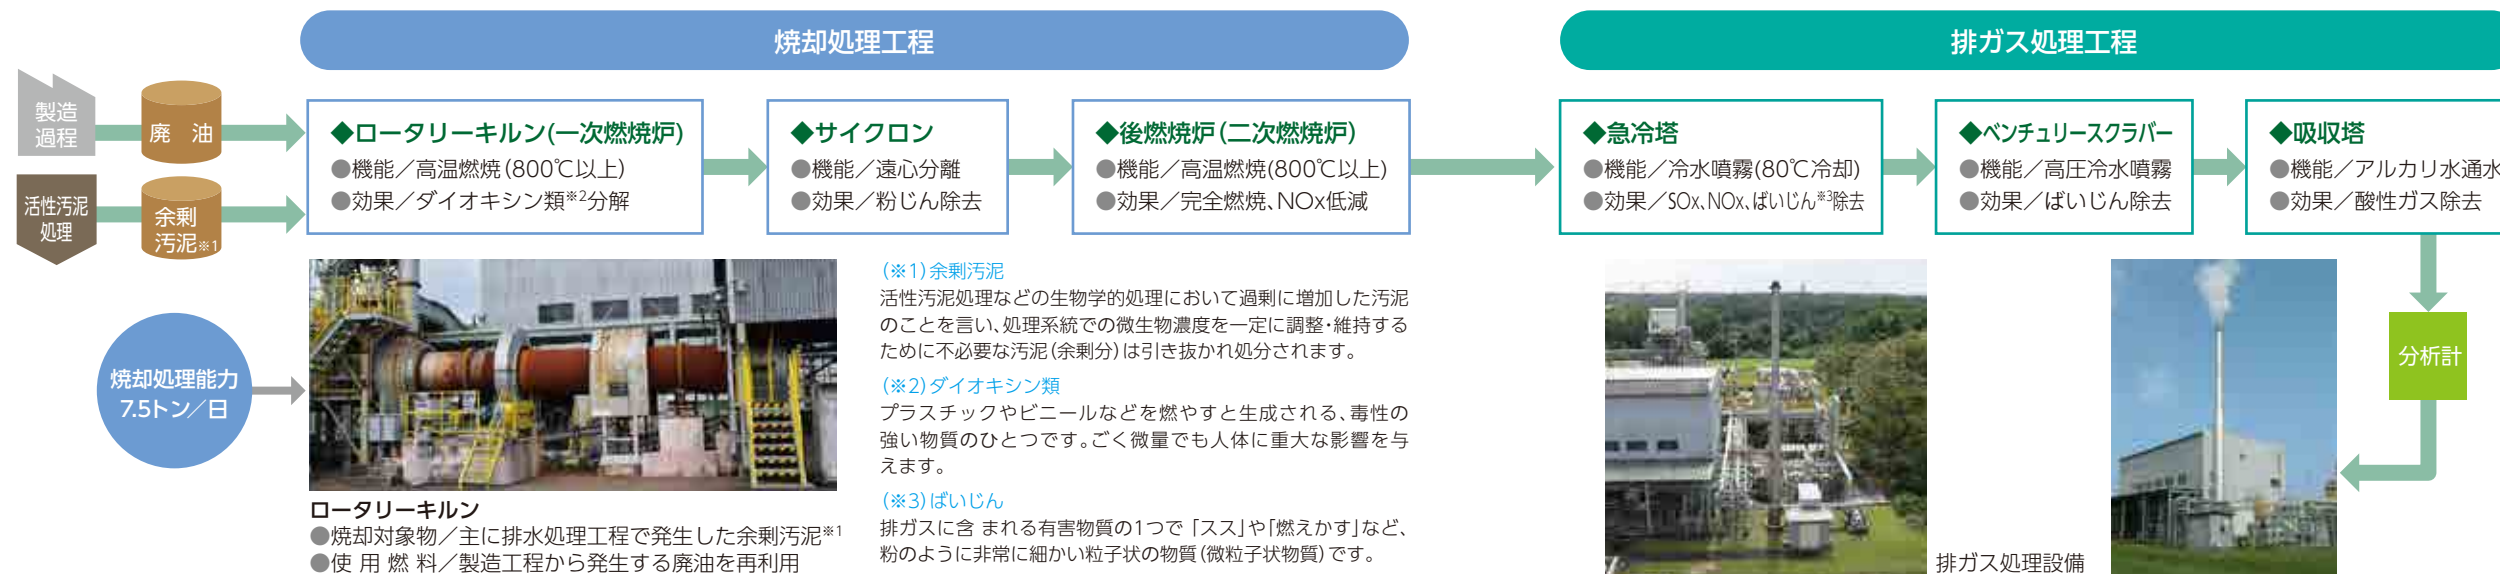 焼却処理工程
排ガス処理工程
製造
過程
廃 油
活性汚泥
処理
余剰
汚泥※1
◆ロータリーキルン(一次燃焼炉)
●機能／高温燃焼(800℃以上)
●効果／ダイオキシン類※2分解
◆サイクロン
●機能／遠心分離
●効果／粉じん除去
◆後燃焼炉(二次燃焼炉)
●機能／高温燃焼(800℃以上)
●効果／完全燃焼、NOx低減
◆急冷塔
●機能／冷水噴霧(80℃冷却)
●効果／SOx、NOx、ばいじん※3除去
◆ベンチュリースクラバー
●機能／高圧冷水噴霧
●効果／ばいじん除去
◆吸収塔
●機能／アルカリ水通水
●効果／酸性ガス除去
焼却処理能力
7.5トン／日
ロータリーキルン
●焼却対象物／主に排水処理工程で発生した余剰汚泥※1
●使 用 燃 料／製造工程から発生する廃油を再利用
(※1)余剰汚泥
活性汚泥処理などの生物学的処理において過剰に増加した汚泥
のことを言い、処理系統での微生物濃度を一定に調整・維持する
ために不必要な汚泥(余剰分)は引き抜かれ処分されます。
(※2)ダイオキシン類
プラスチックやビニールなどを燃やすと生成される、毒性の
強い物質のひとつです。ごく微量でも人体に重大な影響を与
えます。
(※3)ばいじん
排ガスに含 まれる有害物質の1つで「スス」や「燃えかす」など、
粉のように非常に細かい粒子状の物質(微粒子状物質)です。
排ガス処理設備
分析計